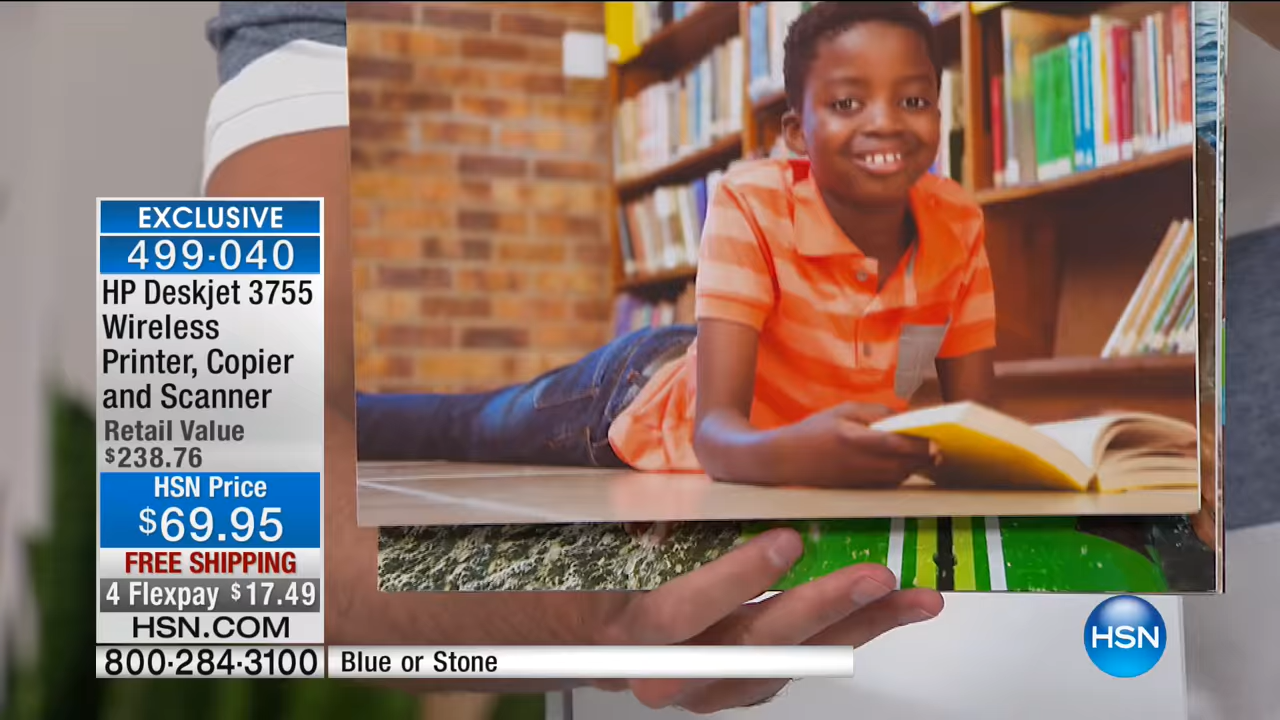 EXCLUSIVE
499·040
HP Deskjet 3755
Wireless
Printer, Copier
and Scanner
Retail Value
$238.76
HSN Price
$69.95
FREE SHIPPING
4 Flexpay $17.49
HSN.COM
800·284·3100
Blue or Stone
HSN